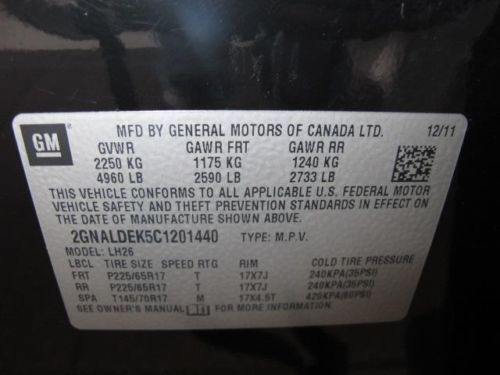 GM
MFD BY GENERAL MOTORS OF CANADA LTD. 12/11
GVWR GAWR FRT GAWR RR
2250 KG 1175 KG 1240 KG
4960 LB 2590 LB 2733 LB
THIS VEHICLE CONFORMS TO ALL APPLICABLE U.S. FEDERAL MOTOR
VEHICLE SAFETY AND THEFT PREVENTION STANDARDS IN EFFECT ON
THE DATE OF MANUFACTURE SHOWN ABOVE.
2GNALDEK5C1201440 TYPE: M.P.V.
MODEL: LH26
LBCL TIRE SIZE SPEED RTG RIM COLD TIRE PRESSURE
FRT P225/65R17 T 17X7J 240KPA(35PSI)
RR P225/65R17 T 17X7J 240KPA(35PSI)
SPA T145/70R17 M 17X4.5T 420KPA(60PSI)
SEE OWNER'S MANUAL FOR MORE INFORMATION.